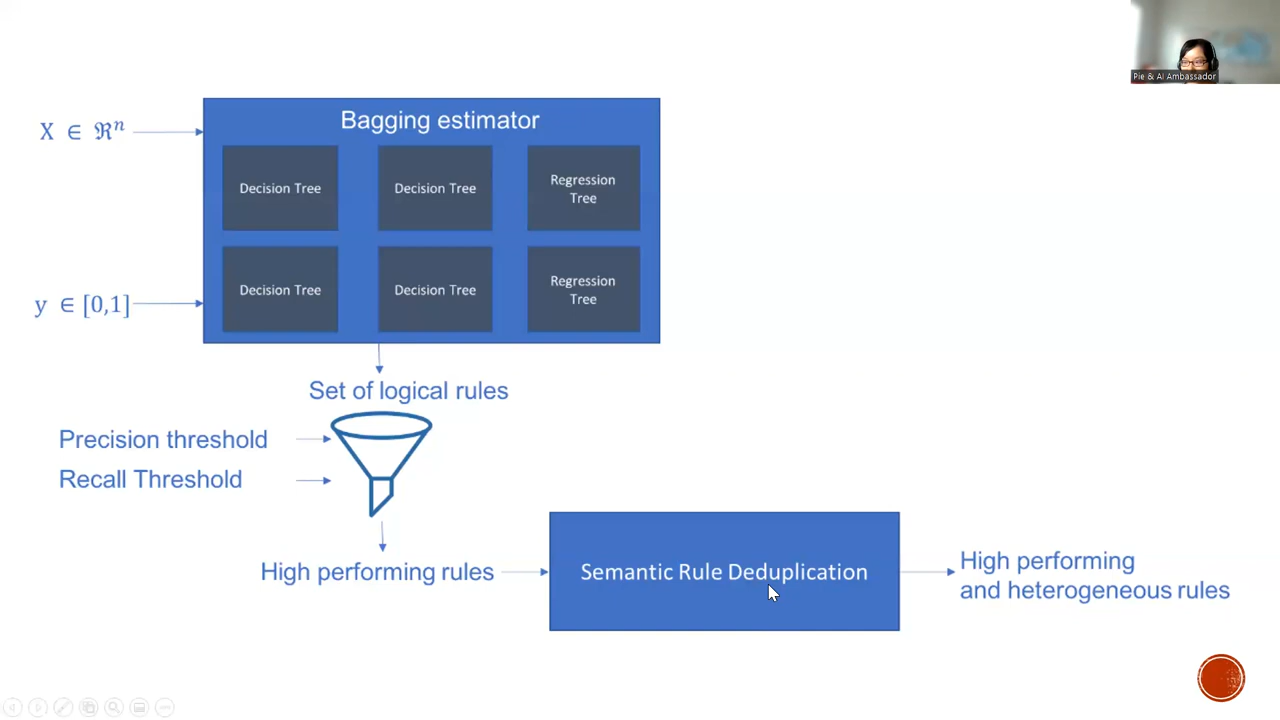 Pie & AI Ambassador
Bagging estimator
X ∈ ℜⁿ
Decision Tree
Decision Tree
Regression
Tree
Decision Tree
Decision Tree
Regression
Tree
y ∈ [0,1]
Set of logical rules
Precision threshold
Recall Threshold
High performing rules
Semantic Rule Deduplication
High performing
and heterogeneous rules